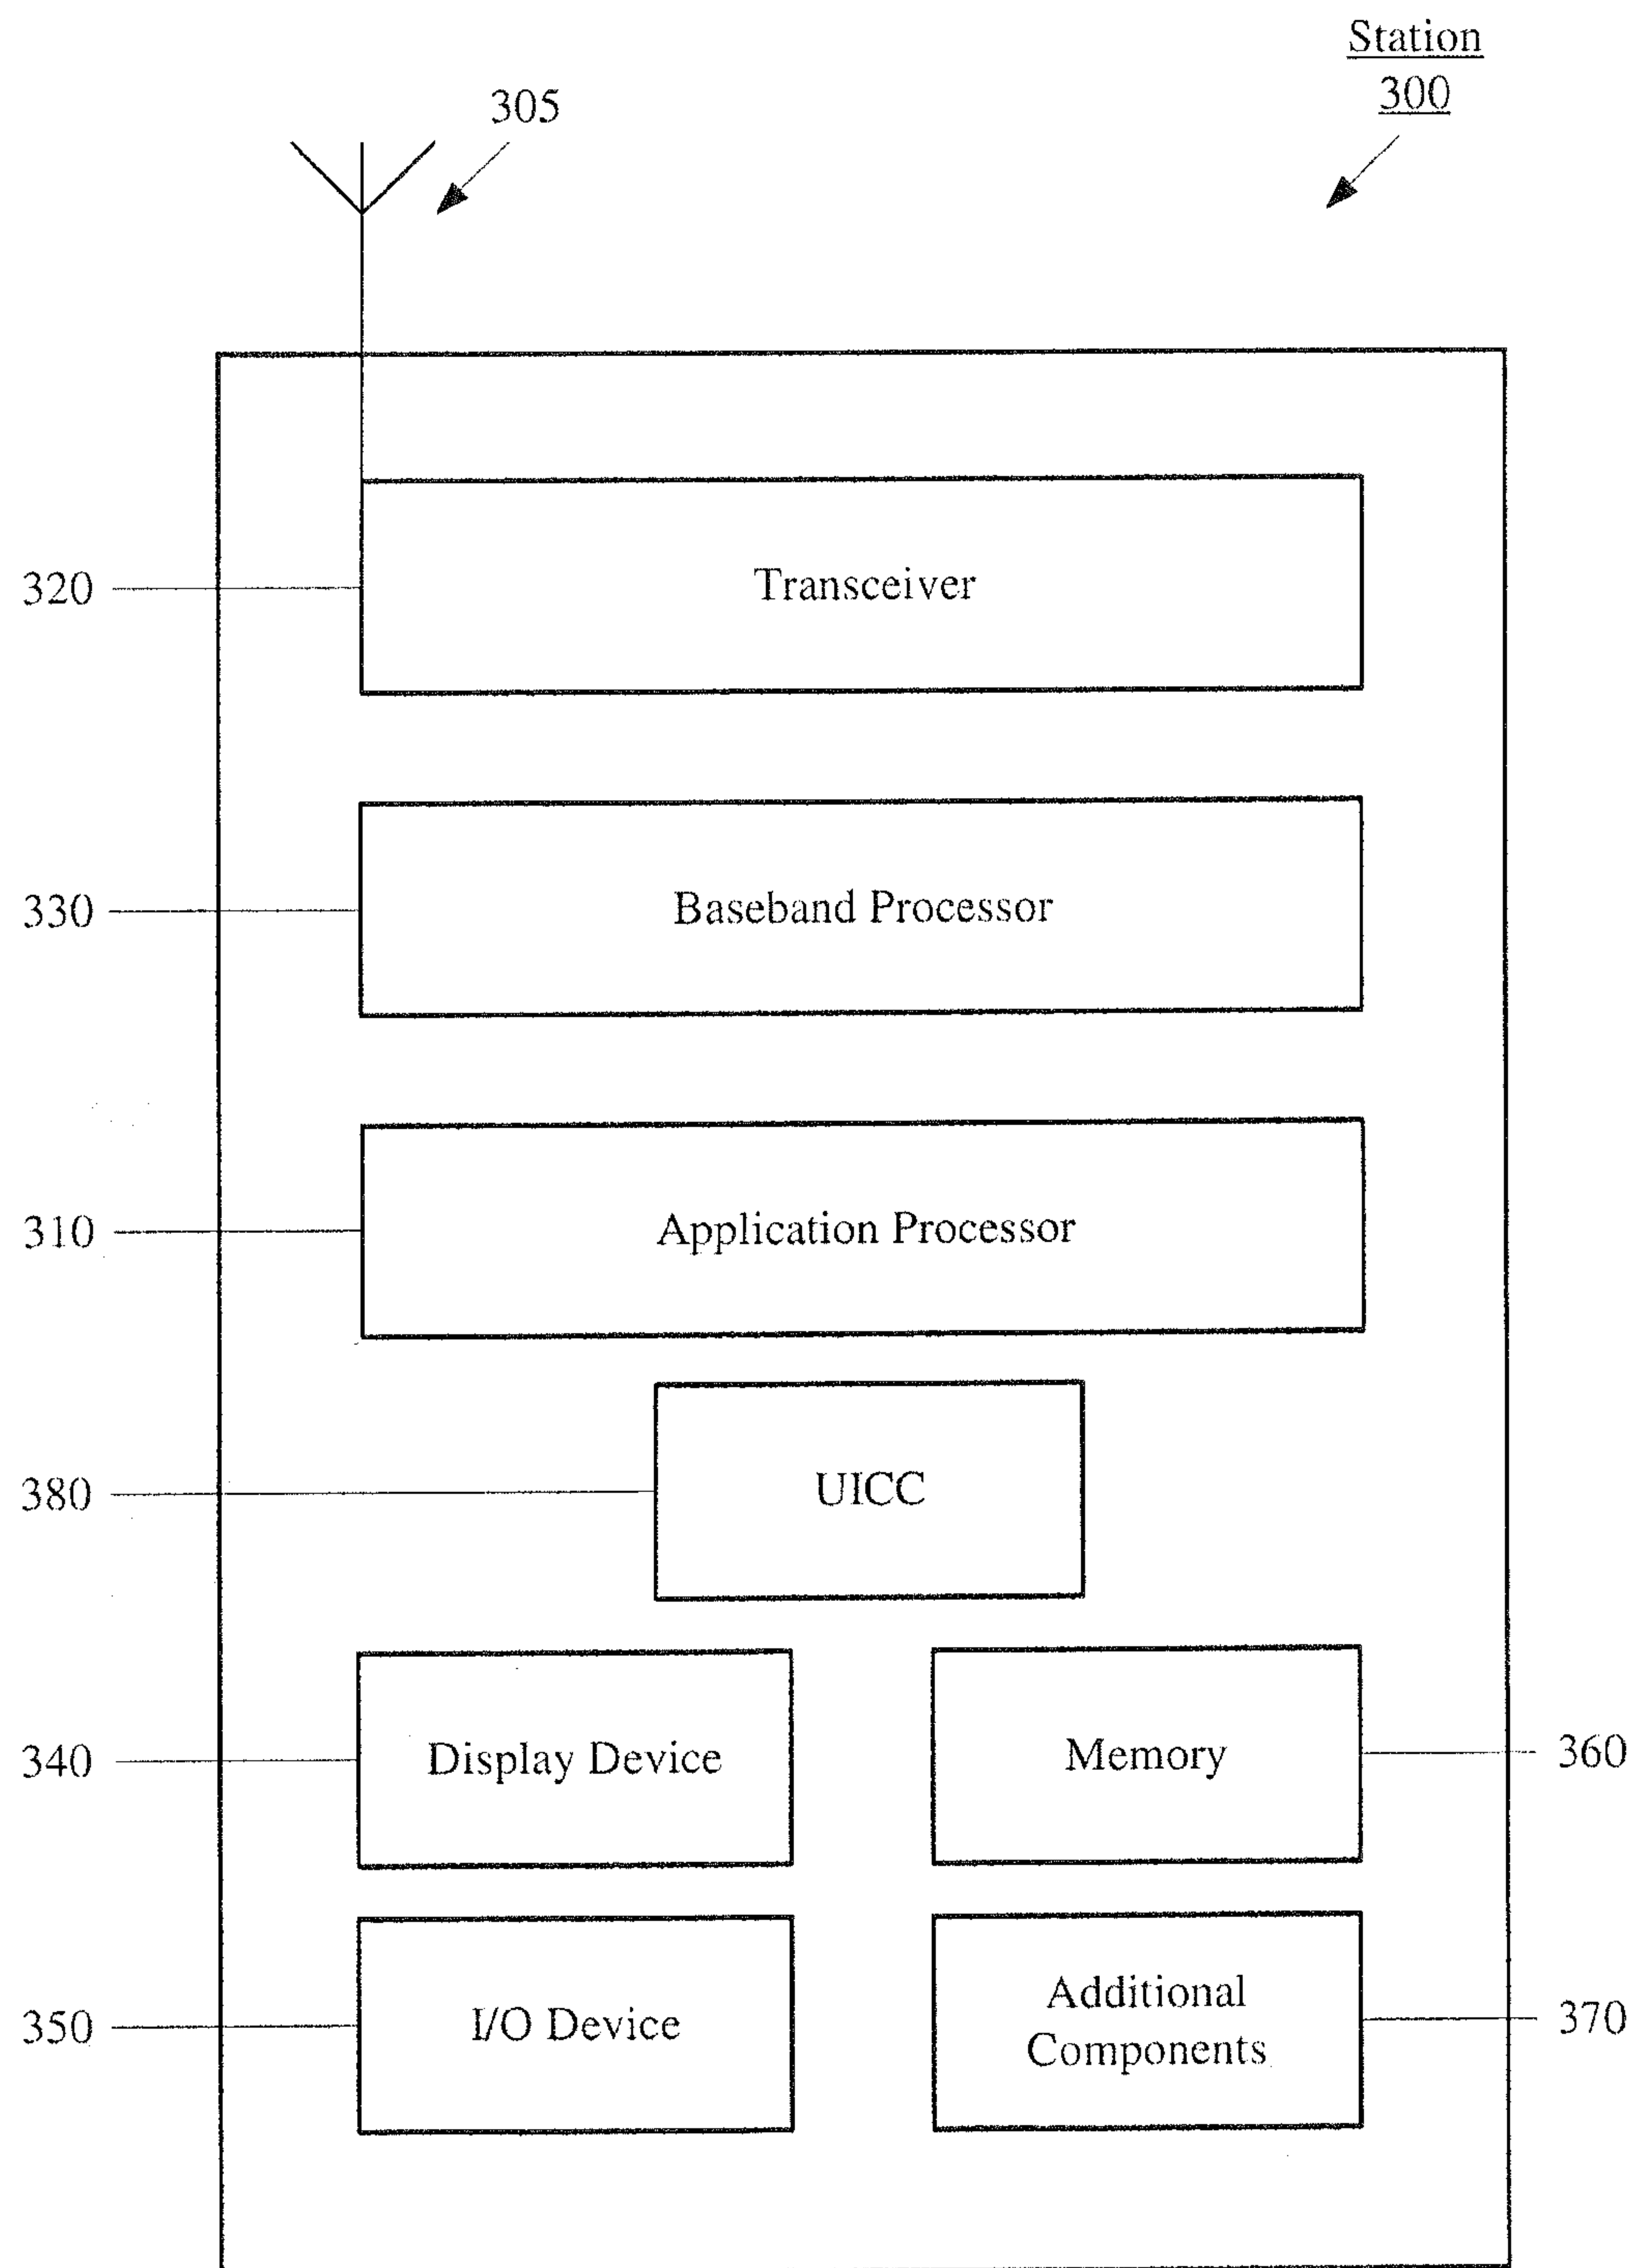 Station
300
305
320
Transceiver
330
Baseband Processor
310
Application Processor
380
UICC
340
Display Device
Memory
360
350
I/O Device
Additional
Components
370